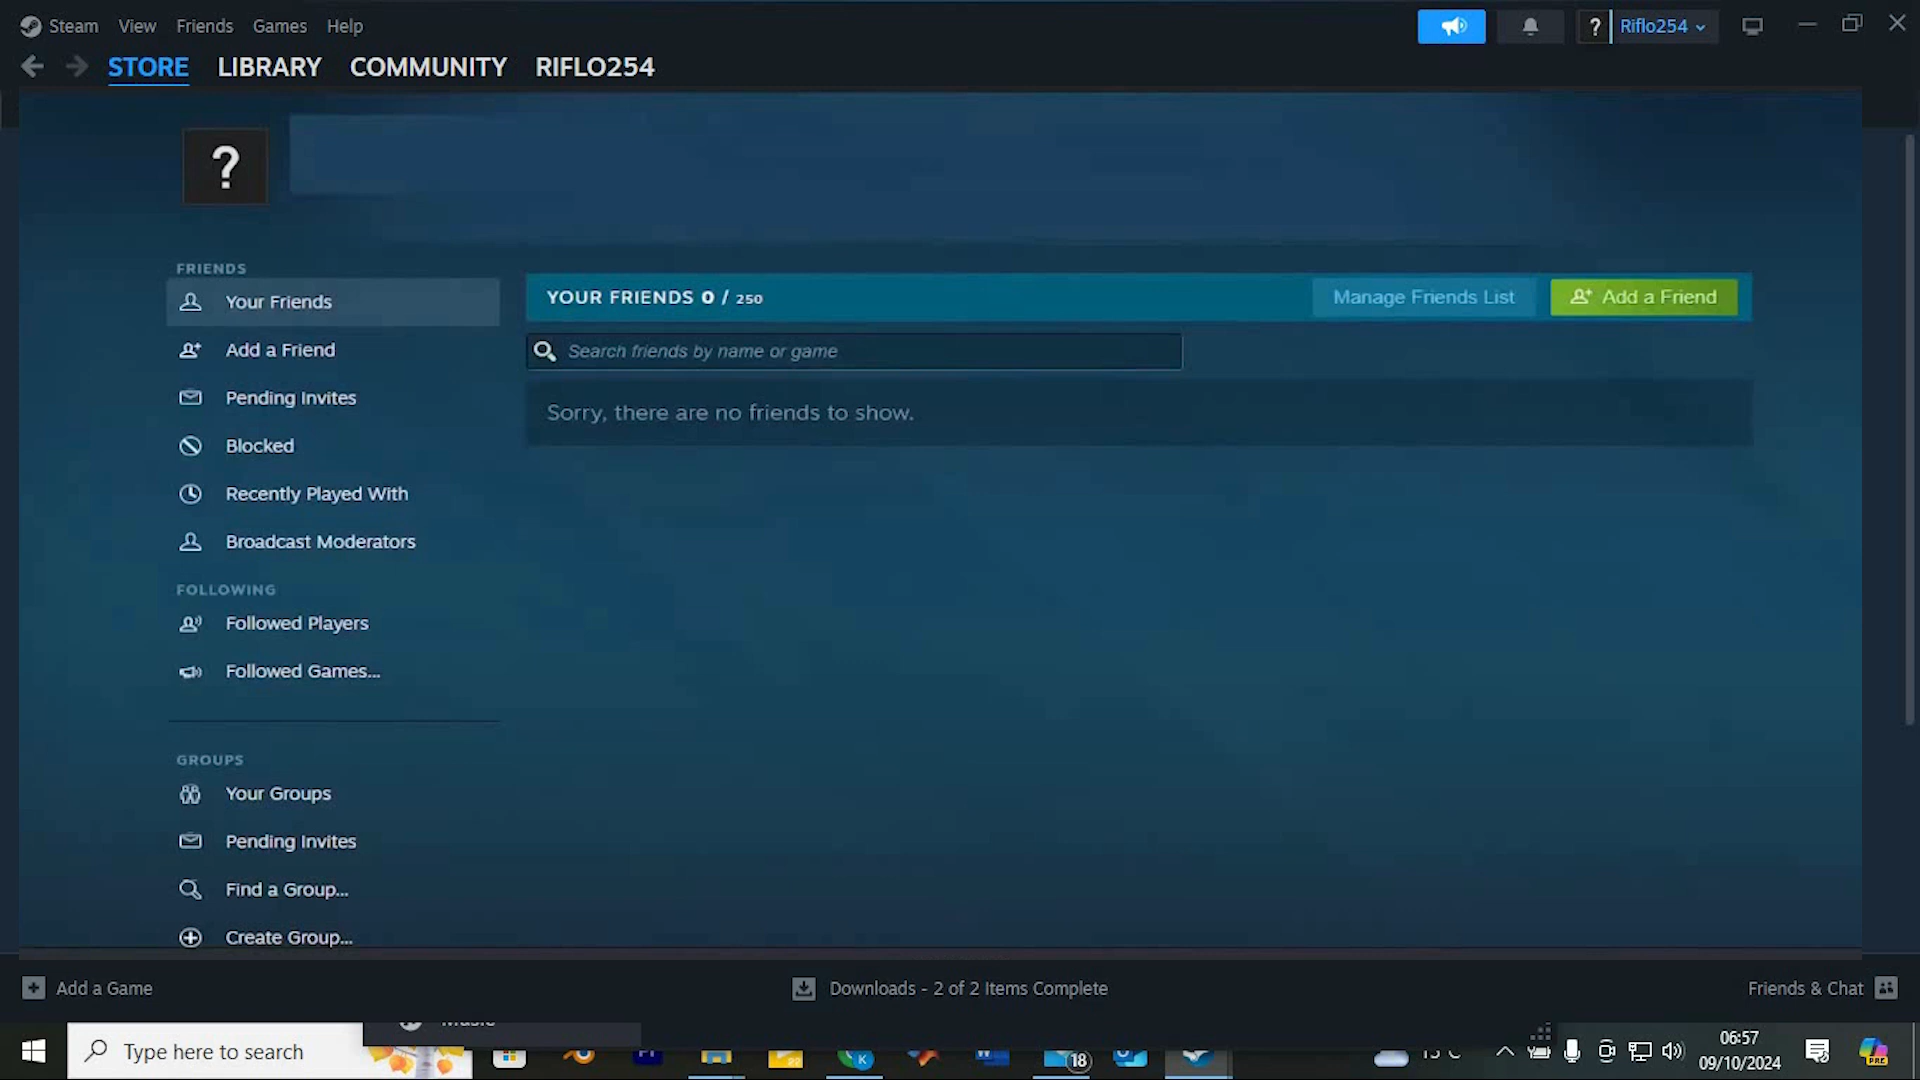 Steam View Friends Games Help
? Riflo254
STORE LIBRARY COMMUNITY RIFLO254
?
FRIENDS
Your Friends
YOUR FRIENDS 0 / 250
Manage Friends List
Add a Friend
Search friends by name or game
Sorry, there are no friends to show.
Add a Friend
Pending Invites
Blocked
Recently Played With
Broadcast Moderators
FOLLOWING
Followed Players
Followed Games...
GROUPS
Your Groups
Pending Invites
Find a Group...
Create Group...
Add a Game
Downloads - 2 of 2 Items Complete
Friends & Chat
Type here to search
22
K
W
18
06:57
09/10/2024
PRE